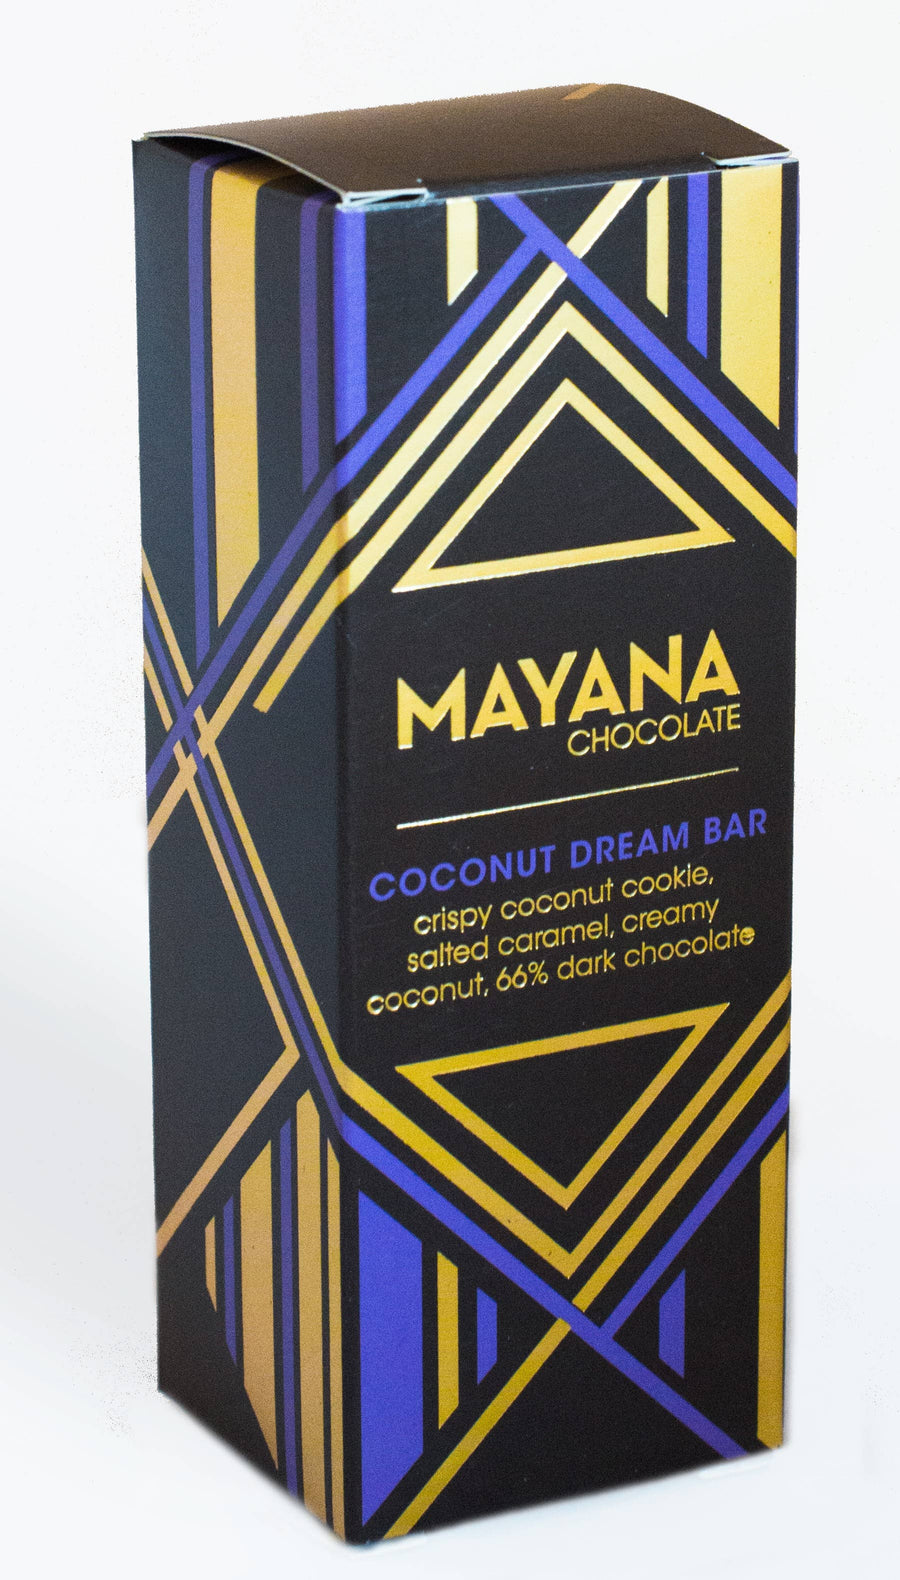 MAYANA
CHOCOLATE
COCONUT DREAM BAR
crispy coconut cookie,
salted caramel, creamy
coconut, 66% dark chocolate